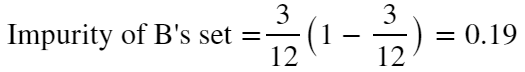 Impurity of B's set = 3/12 (1 − 3/12) = 0.19